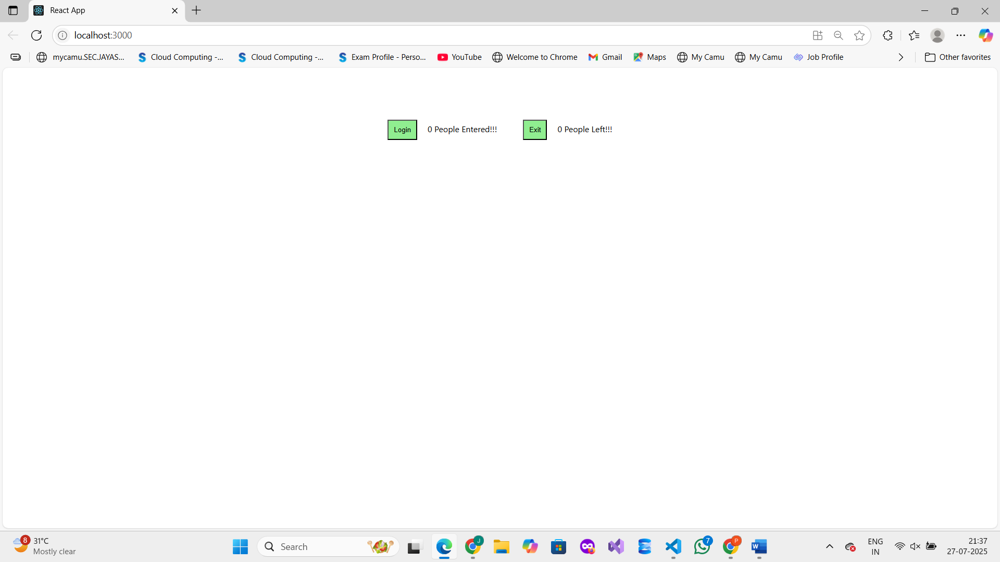 React App
localhost:3000
mycamu.SEC.JAYAS... Cloud Computing -... Cloud Computing -... Exam Profile - Perso... YouTube Welcome to Chrome Gmail Maps My Camu My Camu Job Profile Other favorites
Login 0 People Entered!!! Exit 0 People Left!!!
8 31°C
Mostly clear
Search
J
7
P
ENG
IN
21:37
27-07-2025